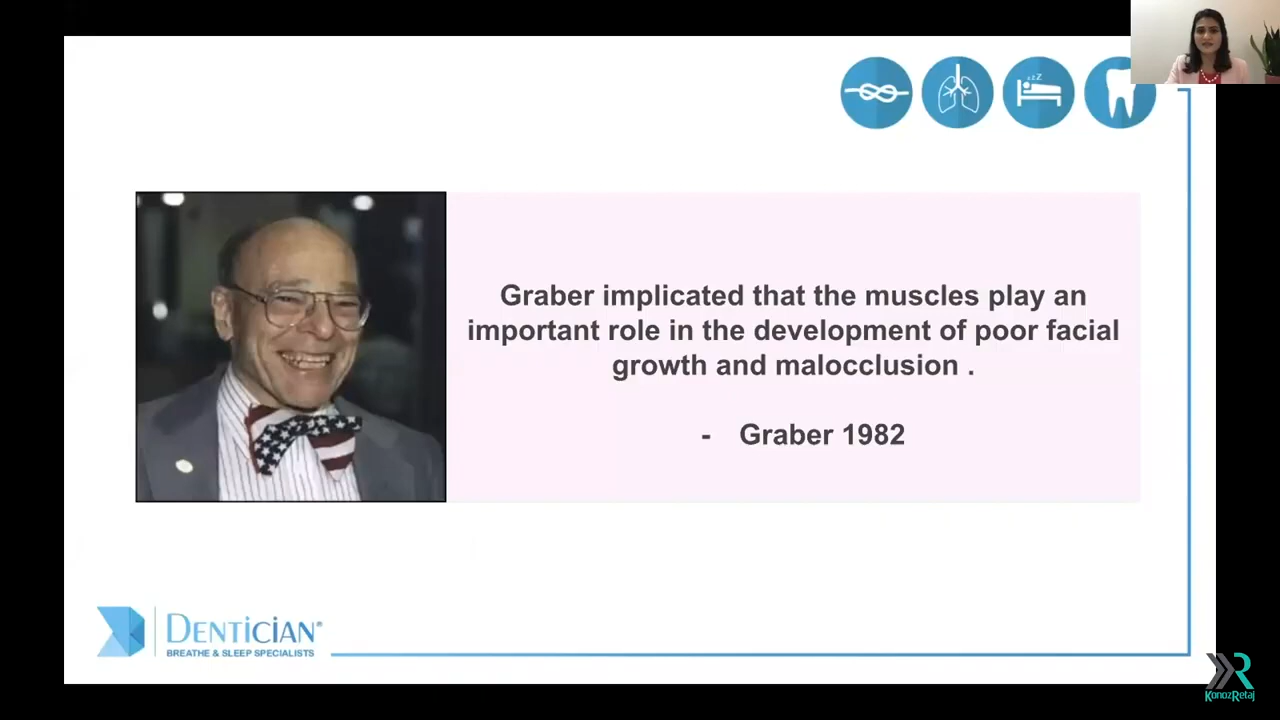 zzZ
Graber implicated that the muscles play an
important role in the development of poor facial
growth and malocclusion .
- Graber 1982
DENTICIAN®
BREATHE & SLEEP SPECIALISTS
KonozRetaj